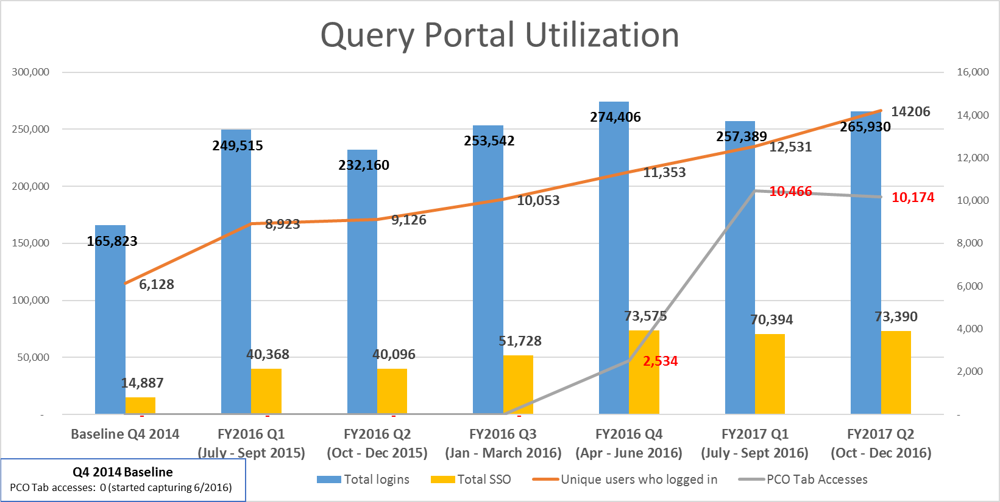 Query Portal Utilization
300,000
250,000
200,000
150,000
100,000
50,000
-
16,000
14,000
12,000
10,000
8,000
6,000
4,000
2,000
-
165,823
249,515
232,160
253,542
274,406
257,389
265,930
14,887
40,368
40,096
51,728
73,575
70,394
73,390
6,128
8,923
9,126
10,053
11,353
12,531
14206
-
-
-
-
2,534
10,466
10,174
Baseline Q4 2014
FY2016 Q1
(July - Sept 2015)
FY2016 Q2
(Oct - Dec 2015)
FY2016 Q3
(Jan - March 2016)
FY2016 Q4
(Apr - June 2016)
FY2017 Q1
(July - Sept 2016)
FY2017 Q2
(Oct - Dec 2016)
Q4 2014 Baseline
PCO Tab accesses: 0 (started capturing 6/2016)
Total logins
Total SSO
Unique users who logged in
PCO Tab Accesses